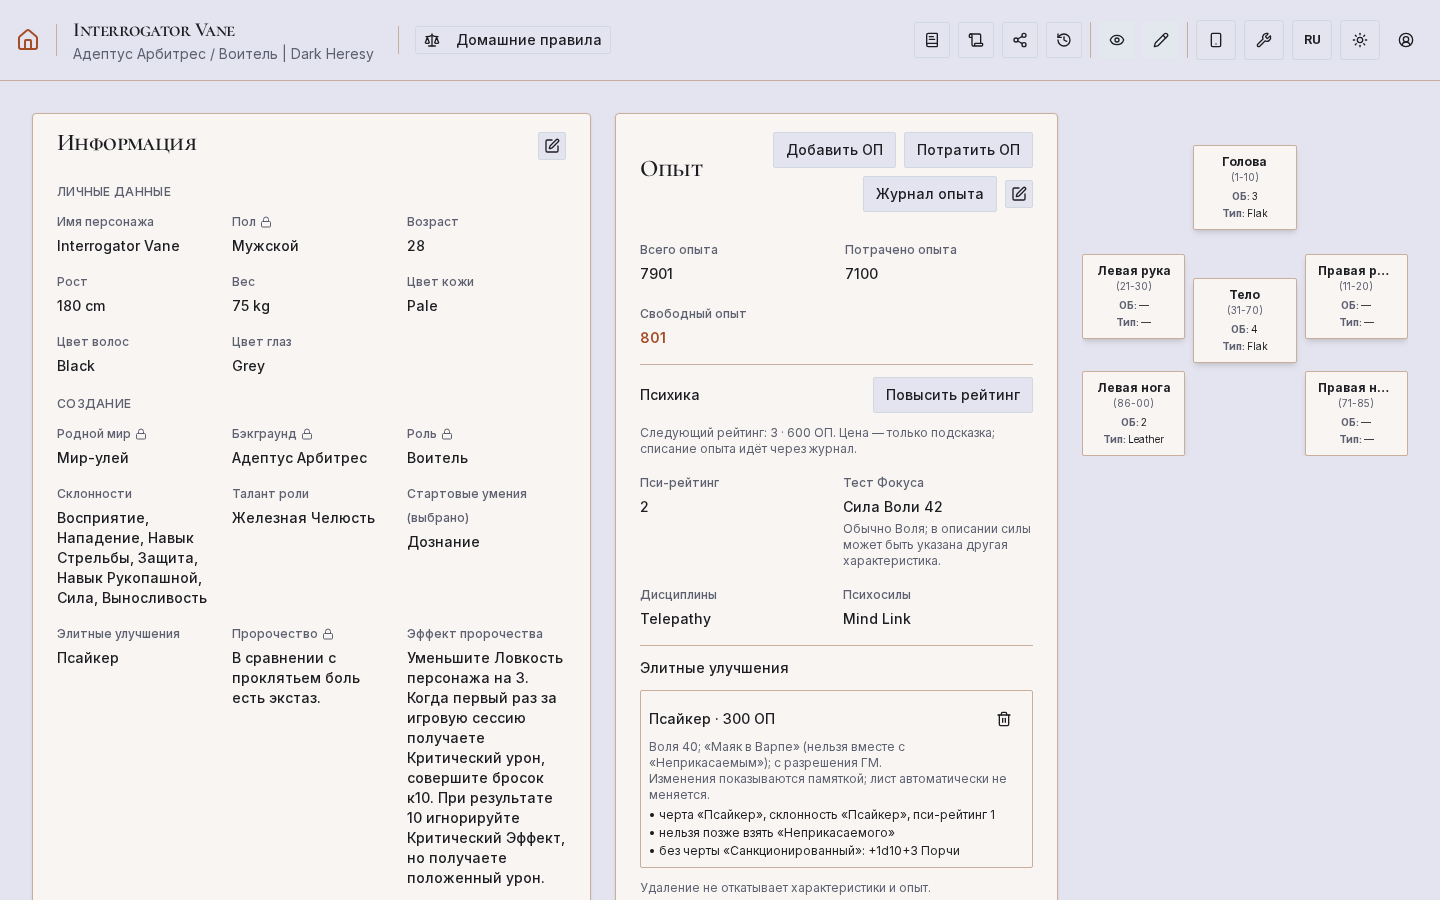 Interrogator Vane
Адептус Арбитрес / Воитель | Dark Heresy
Домашние правила
RU
Информация
ЛИЧНЫЕ ДАННЫЕ
Имя персонажа
Interrogator Vane
Пол
Мужской
Возраст
28
Рост
180 cm
Вес
75 kg
Цвет кожи
Pale
Цвет волос
Black
Цвет глаз
Grey
СОЗДАНИЕ
Родной мир
Мир-улей
Бэкграунд
Адептус Арбитрес
Роль
Воитель
Склонности
Восприятие,
Нападение, Навык
Стрельбы, Защита,
Навык Рукопашной,
Сила, Выносливость
Талант роли
Железная Челюсть
Стартовые умения
(выбрано)
Дознание
Элитные улучшения
Псайкер
Пророчество
В сравнении с
проклятьем боль
есть экстаз.
Эффект пророчества
Уменьшите Ловкость
персонажа на 3.
Когда первый раз за
игровую сессию
получаете
Критический урон,
совершите бросок
к10. При результате
10 игнорируйте
Критический Эффект,
но получаете
положенный урон.
Опыт
Добавить ОП
Потратить ОП
Журнал опыта
Всего опыта
7901
Потрачено опыта
7100
Свободный опыт
801
Психика
Повысить рейтинг
Следующий рейтинг: 3 · 600 ОП. Цена — только подсказка;
списание опыта идёт через журнал.
Пси-рейтинг
2
Тест Фокуса
Сила Воли 42
Обычно Воля; в описании силы
может быть указана другая
характеристика.
Дисциплины
Telepathy
Психосилы
Mind Link
Элитные улучшения
Псайкер · 300 ОП
Воля 40; «Маяк в Варпе» (нельзя вместе с
«Неприкасаемым»); с разрешения ГМ.
Изменения показываются памяткой; лист автоматически не
меняется.
• черта «Псайкер», склонность «Псайкер», пси-рейтинг 1
• нельзя позже взять «Неприкасаемого»
• без черты «Санкционированный»: +1d10+3 Порчи
Удаление не откатывает характеристики и опыт.
Голова
(1-10)
ОБ: 3
Тип: Flak
Левая рука
(21-30)
ОБ: —
Тип: —
Тело
(31-70)
ОБ: 4
Тип: Flak
Правая р...
(11-20)
ОБ: —
Тип: —
Левая нога
(86-00)
ОБ: 2
Тип: Leather
Правая н...
(71-85)
ОБ: —
Тип: —